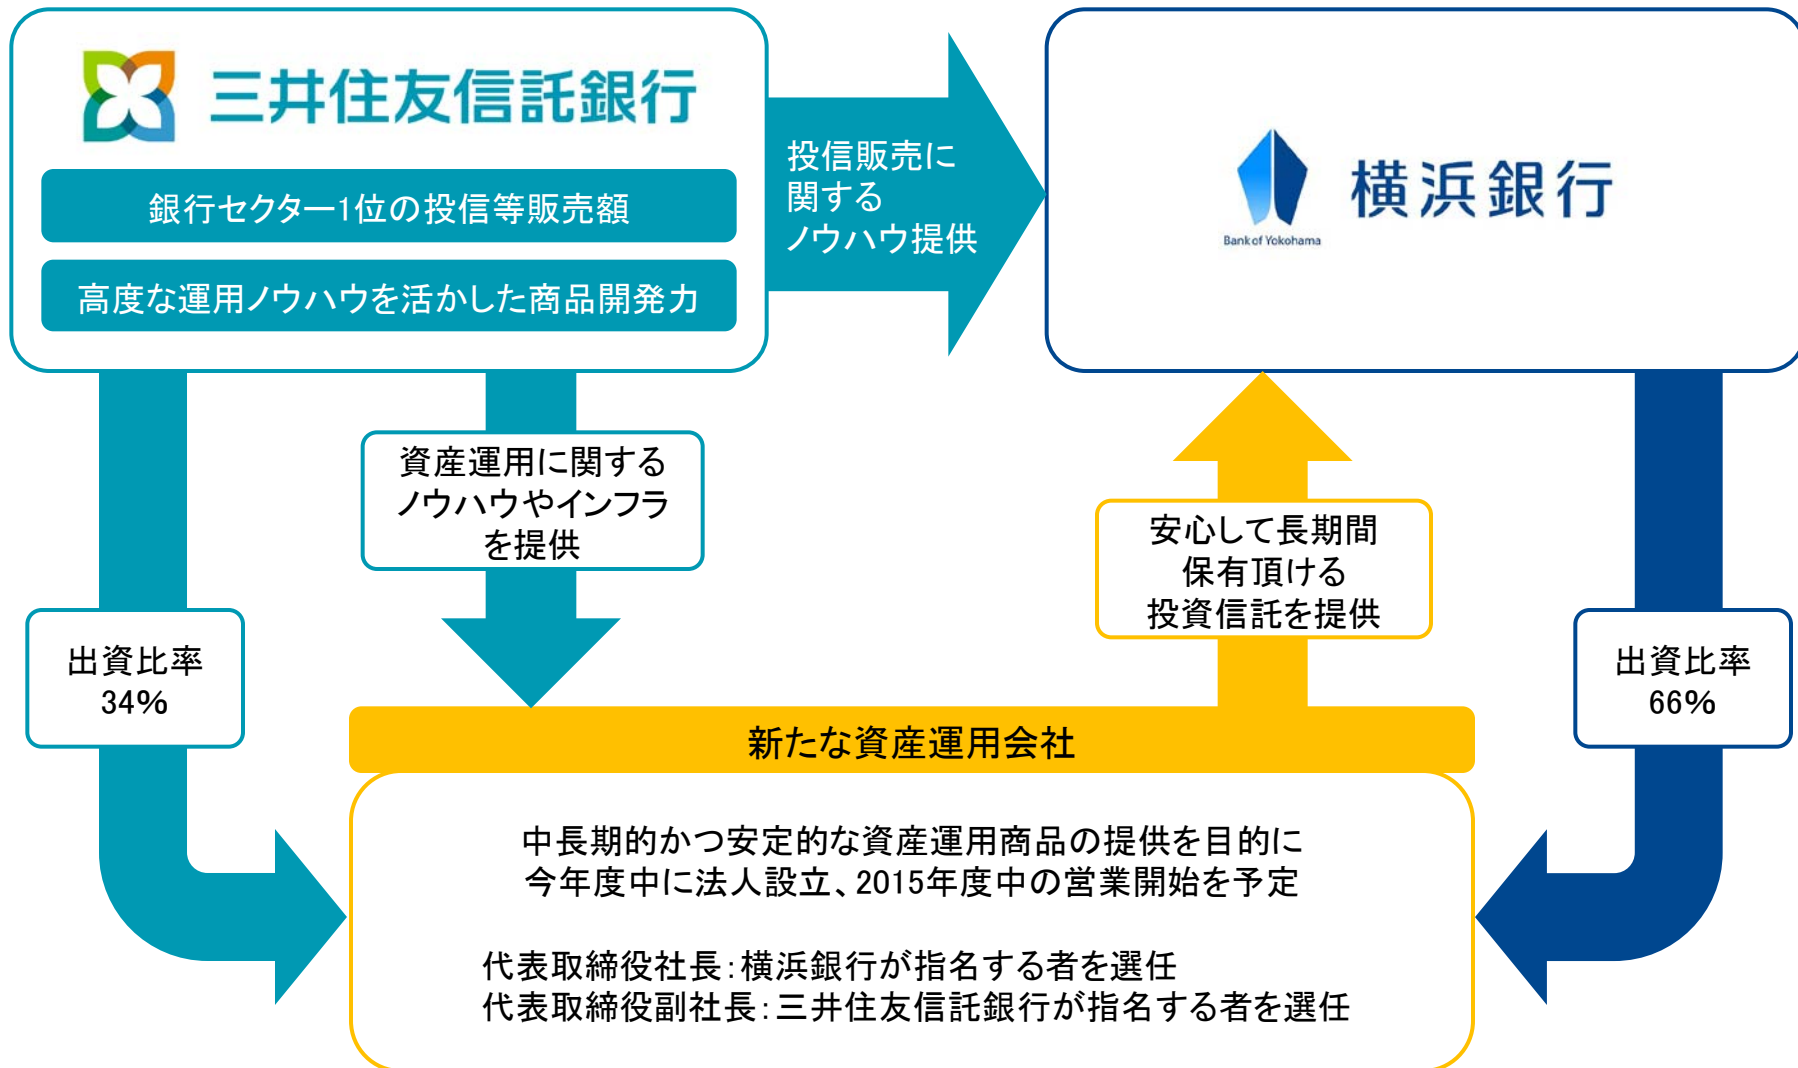 三井住友信託銀行
銀行セクター1位の投信等販売額
高度な運用ノウハウを活かした商品開発力
投信販売に
関する
ノウハウ提供
Bank of Yokohama
横浜銀行
資産運用に関する
ノウハウやインフラ
を提供
安心して長期間
保有頂ける
投資信託を提供
出資比率
34%
出資比率
66%
新たな資産運用会社
中長期的かつ安定的な資産運用商品の提供を目的に
今年度中に法人設立、2015年度中の営業開始を予定
代表取締役社長：横浜銀行が指名する者を選任
代表取締役副社長：三井住友信託銀行が指名する者を選任